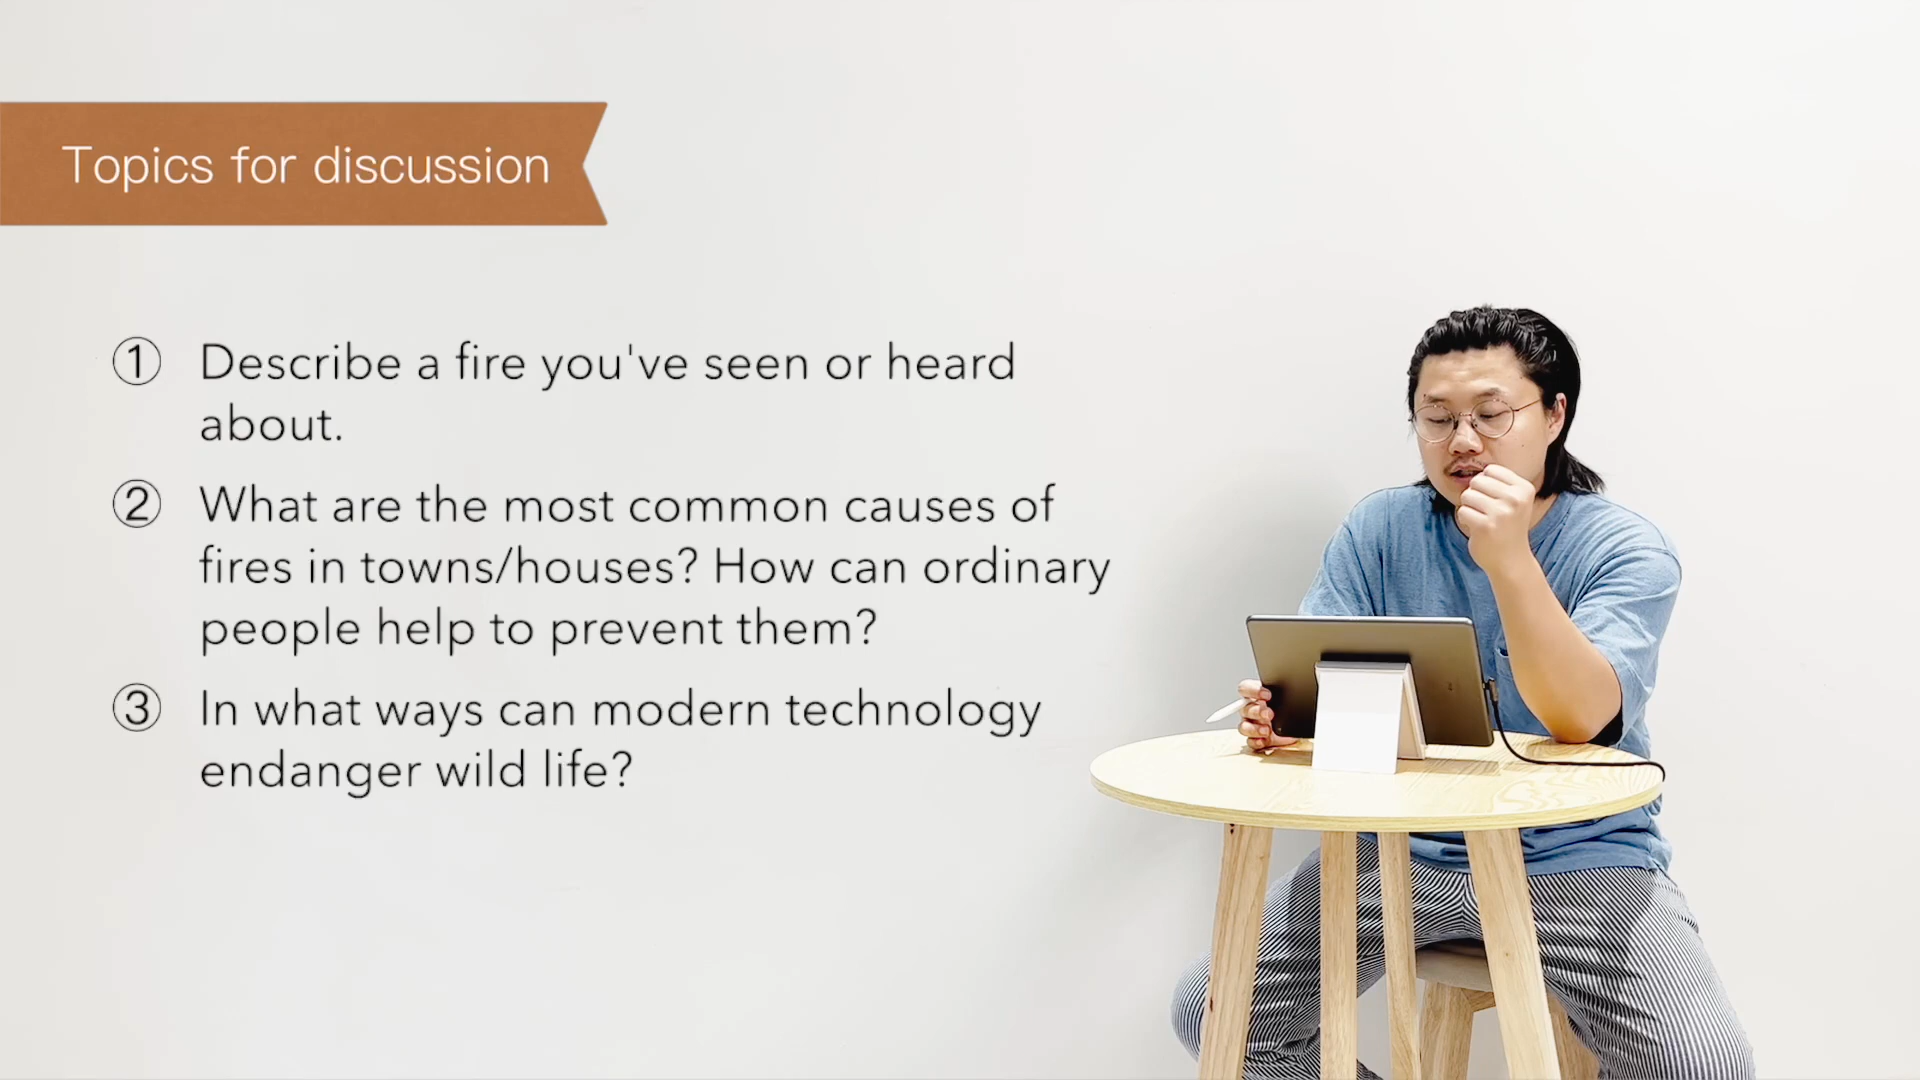 Topics for discussion
① Describe a fire you've seen or heard
about.
② What are the most common causes of
fires in towns/houses? How can ordinary
people help to prevent them?
③ In what ways can modern technology
endanger wild life?